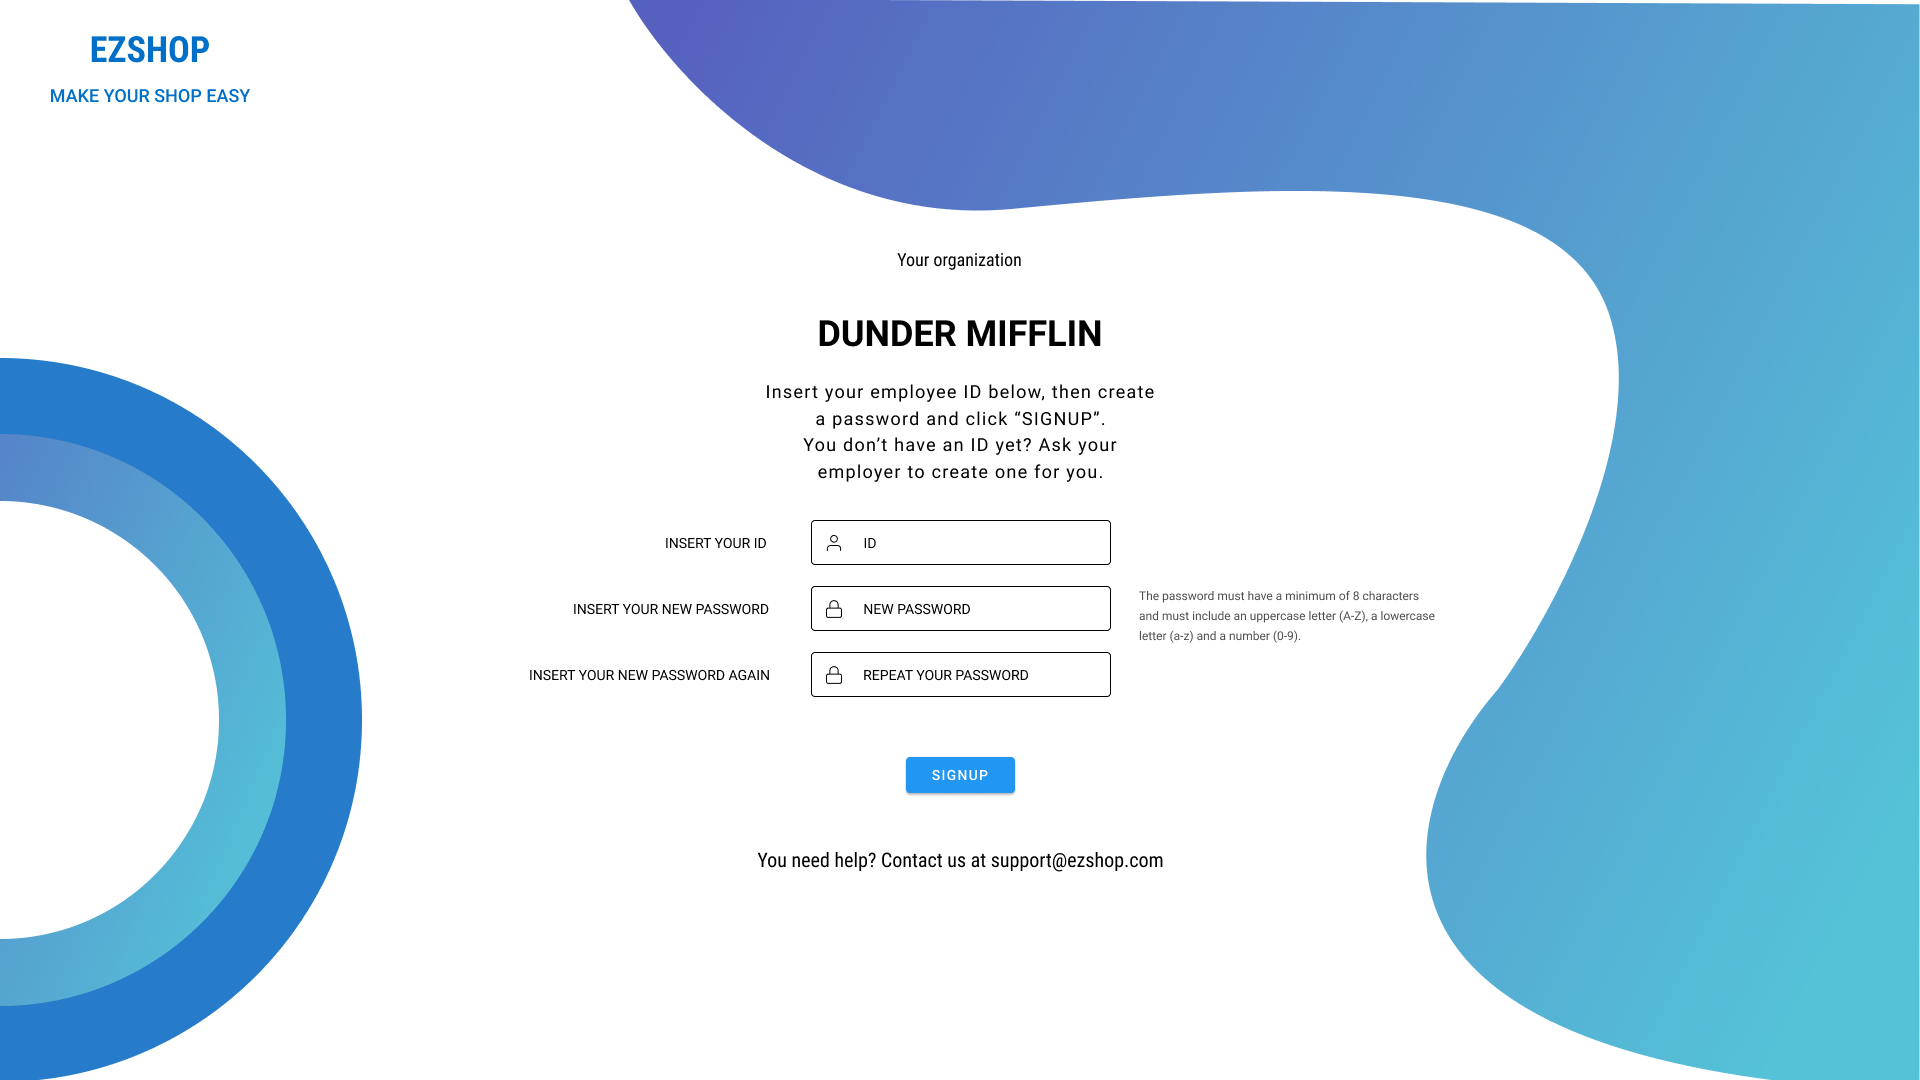 EZSHOP
MAKE YOUR SHOP EASY
Your organization
DUNDER MIFFLIN
Insert your employee ID below, then create
a password and click “SIGNUP”.
You don’t have an ID yet? Ask your
employer to create one for you.
INSERT YOUR ID
ID
INSERT YOUR NEW PASSWORD
NEW PASSWORD
The password must have a minimum of 8 characters
and must include an uppercase letter (A-Z), a lowercase
letter (a-z) and a number (0-9).
INSERT YOUR NEW PASSWORD AGAIN
REPEAT YOUR PASSWORD
SIGNUP
You need help? Contact us at support@ezshop.com